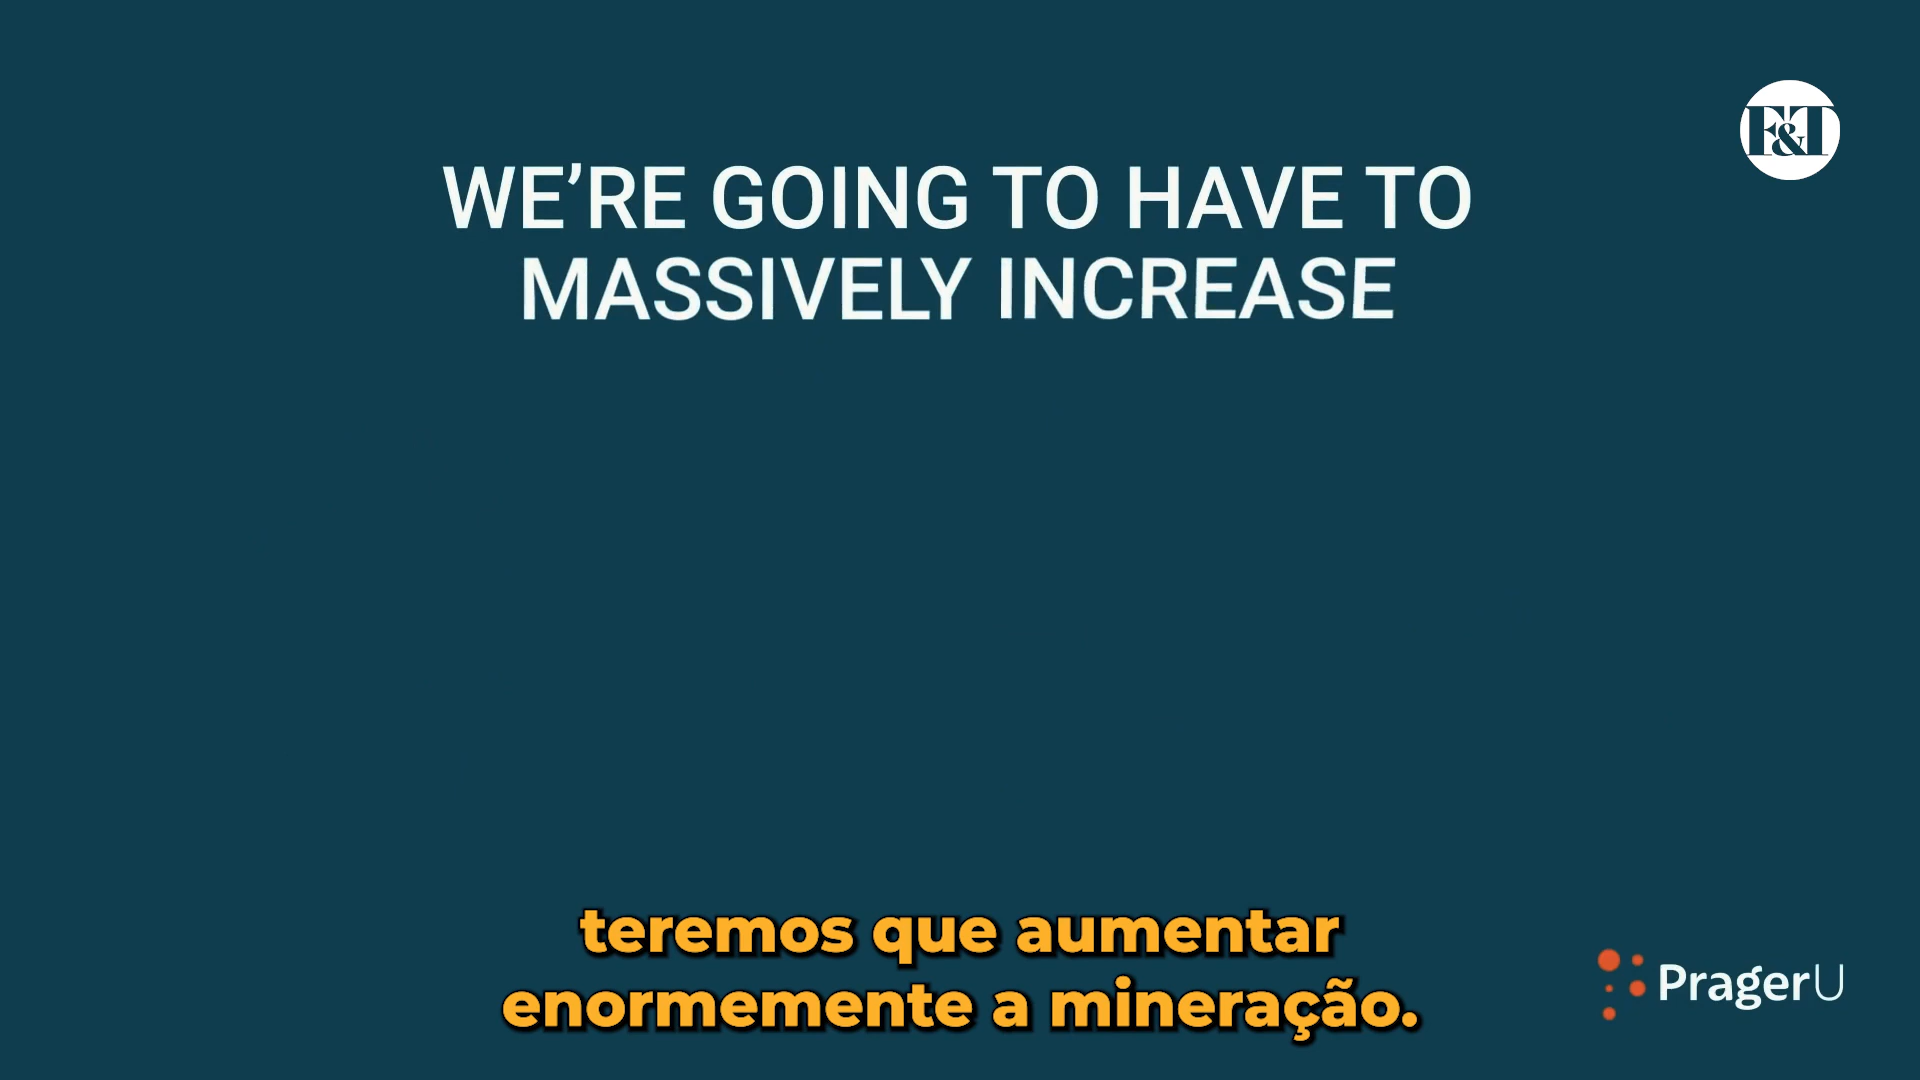 F&T
WE’RE GOING TO HAVE TO
MASSIVELY INCREASE
teremos que aumentar
enormemente a mineração.
PragerU